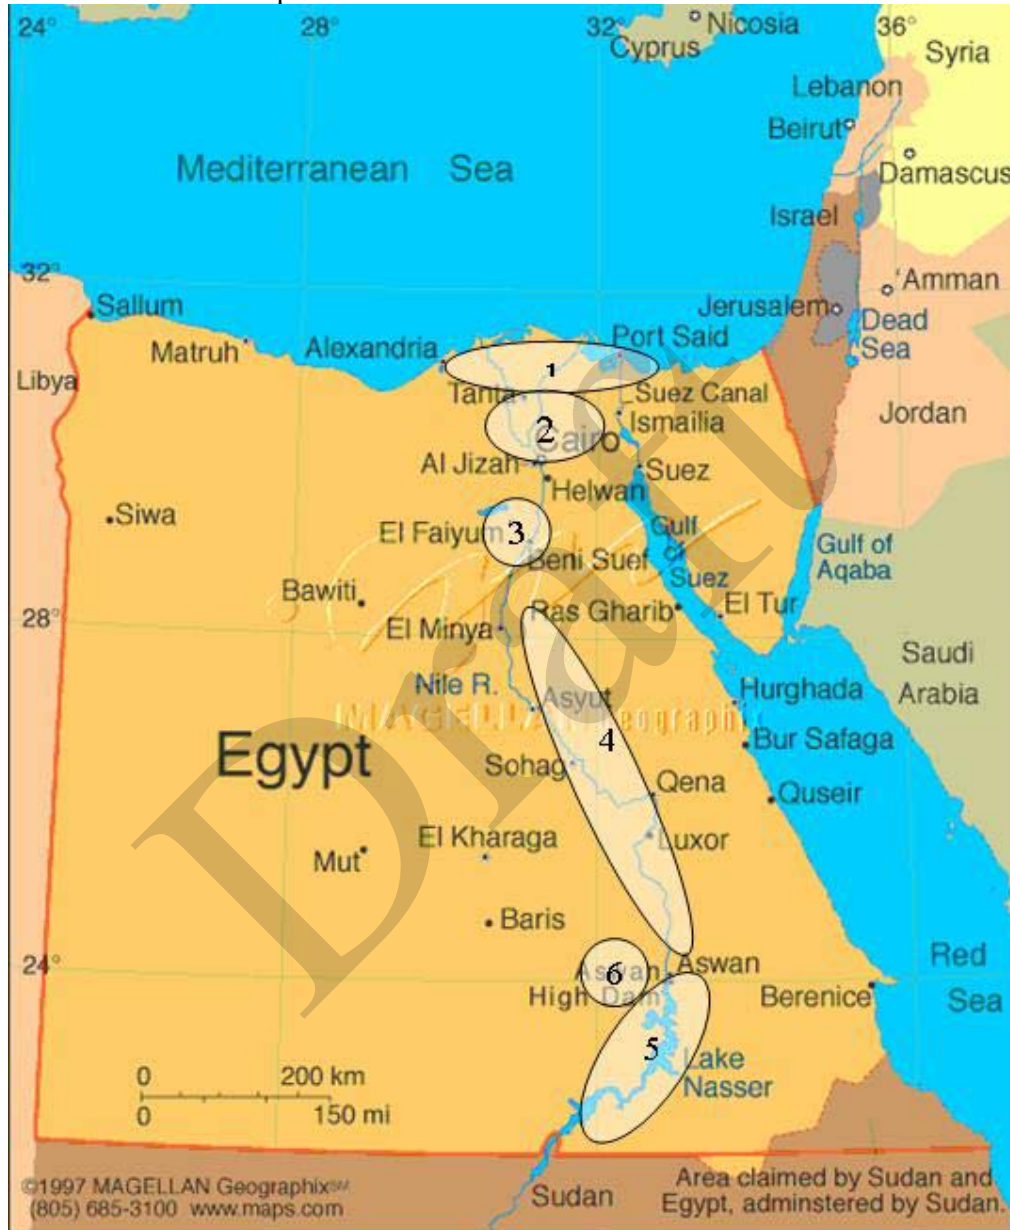 24°
28°
32°
36°
Nicosia
Cyprus
Syria
Lebanon
Beirut
Mediterranean Sea
Damascus
Israel
32°
'Amman
Sallum
Jerusalem
Dead
Sea
Port Said
Matruh
Alexandria
Libya
1
Tanta
Suez Canal
Ismailia
Jordan
2
Cairo
Al Jizah
Suez
Helwan
Siwa
3
El Faiyum
Gulf
Suez
Gulf of
Aqaba
Beni Suef
Bawiti
Ras Gharib
El Tur
28°
El Minya
Saudi
Arabia
Nile R.
Asyut
Hurghada
MAGELLAN Geographix
4
Bur Safaga
Egypt
Sohag
Qena
Quseir
El Kharaga
Luxor
Mut
Baris
24°
6
Aswan
High Dam
Aswan
Berenice
Red
Sea
5
Lake
Nasser
0 200 km
0 150 mi
©1997 MAGELLAN Geographix℠
(805) 685-3100 www.maps.com
Sudan
Area claimed by Sudan and
Egypt, adminstered by Sudan.
Draft